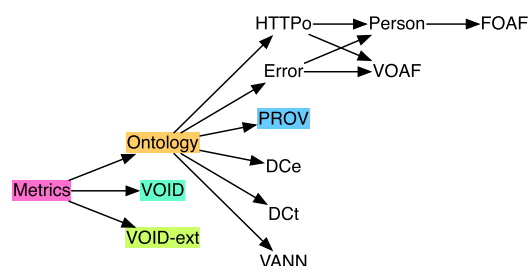 HTTPo
Person
FOAF
Error
VOAF
PROV
Ontology
DCe
Metrics
VOID
DCt
VOID-ext
VANN